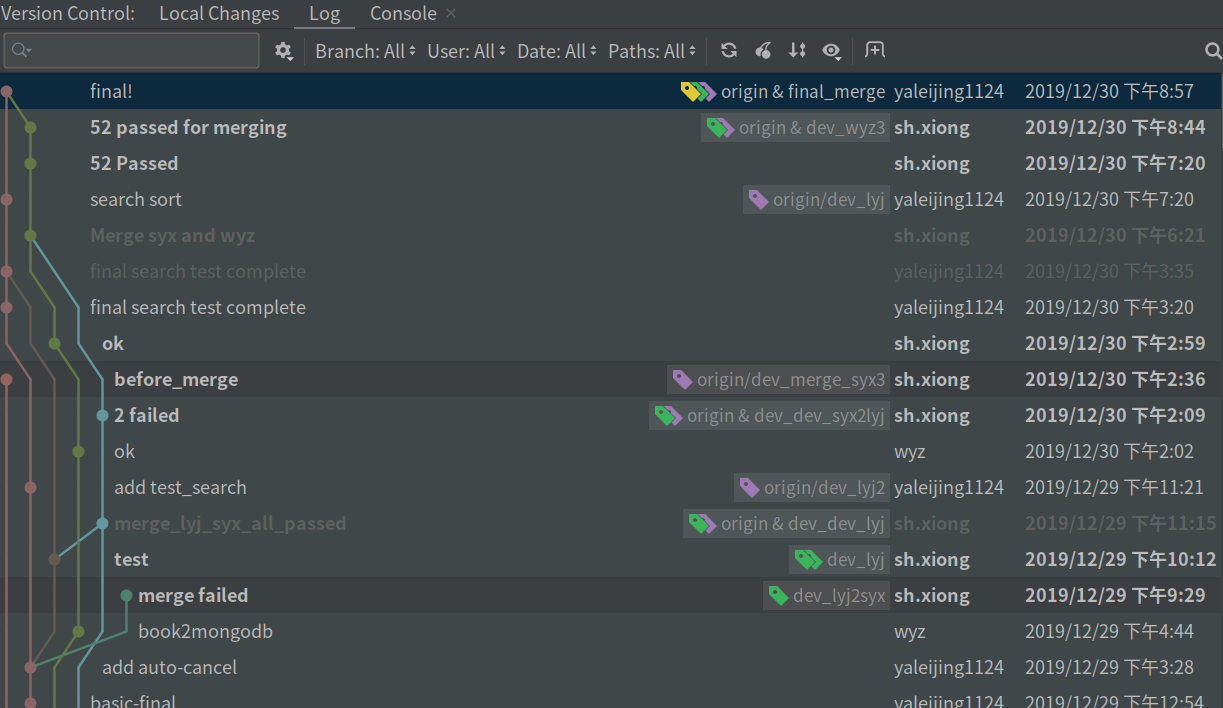 Version Control: Local Changes Log Console ×
Branch: All User: All Date: All Paths: All
final! origin & final_merge yaleijing1124 2019/12/30 下午8:57
52 passed for merging origin & dev_wyz3 sh.xiong 2019/12/30 下午8:44
52 Passed sh.xiong 2019/12/30 下午7:20
search sort origin/dev_lyj yaleijing1124 2019/12/30 下午7:20
Merge syx and wyz sh.xiong 2019/12/30 下午6:21
final search test complete yaleijing1124 2019/12/30 下午3:35
final search test complete yaleijing1124 2019/12/30 下午3:20
ok sh.xiong 2019/12/30 下午2:59
before_merge origin/dev_merge_syx3 sh.xiong 2019/12/30 下午2:36
2 failed origin & dev_dev_syx2lyj sh.xiong 2019/12/30 下午2:09
ok wyz 2019/12/30 下午2:02
add test_search origin/dev_lyj2 yaleijing1124 2019/12/29 下午11:21
merge_lyj_syx_all_passed origin & dev_dev_lyj sh.xiong 2019/12/29 下午11:15
test dev_lyj sh.xiong 2019/12/29 下午10:12
merge failed dev_lyj2syx sh.xiong 2019/12/29 下午9:29
book2mongodb wyz 2019/12/29 下午4:44
add auto-cancel yaleijing1124 2019/12/29 下午3:28
basic-final yaleijing1124 2019/12/29 下午12:54